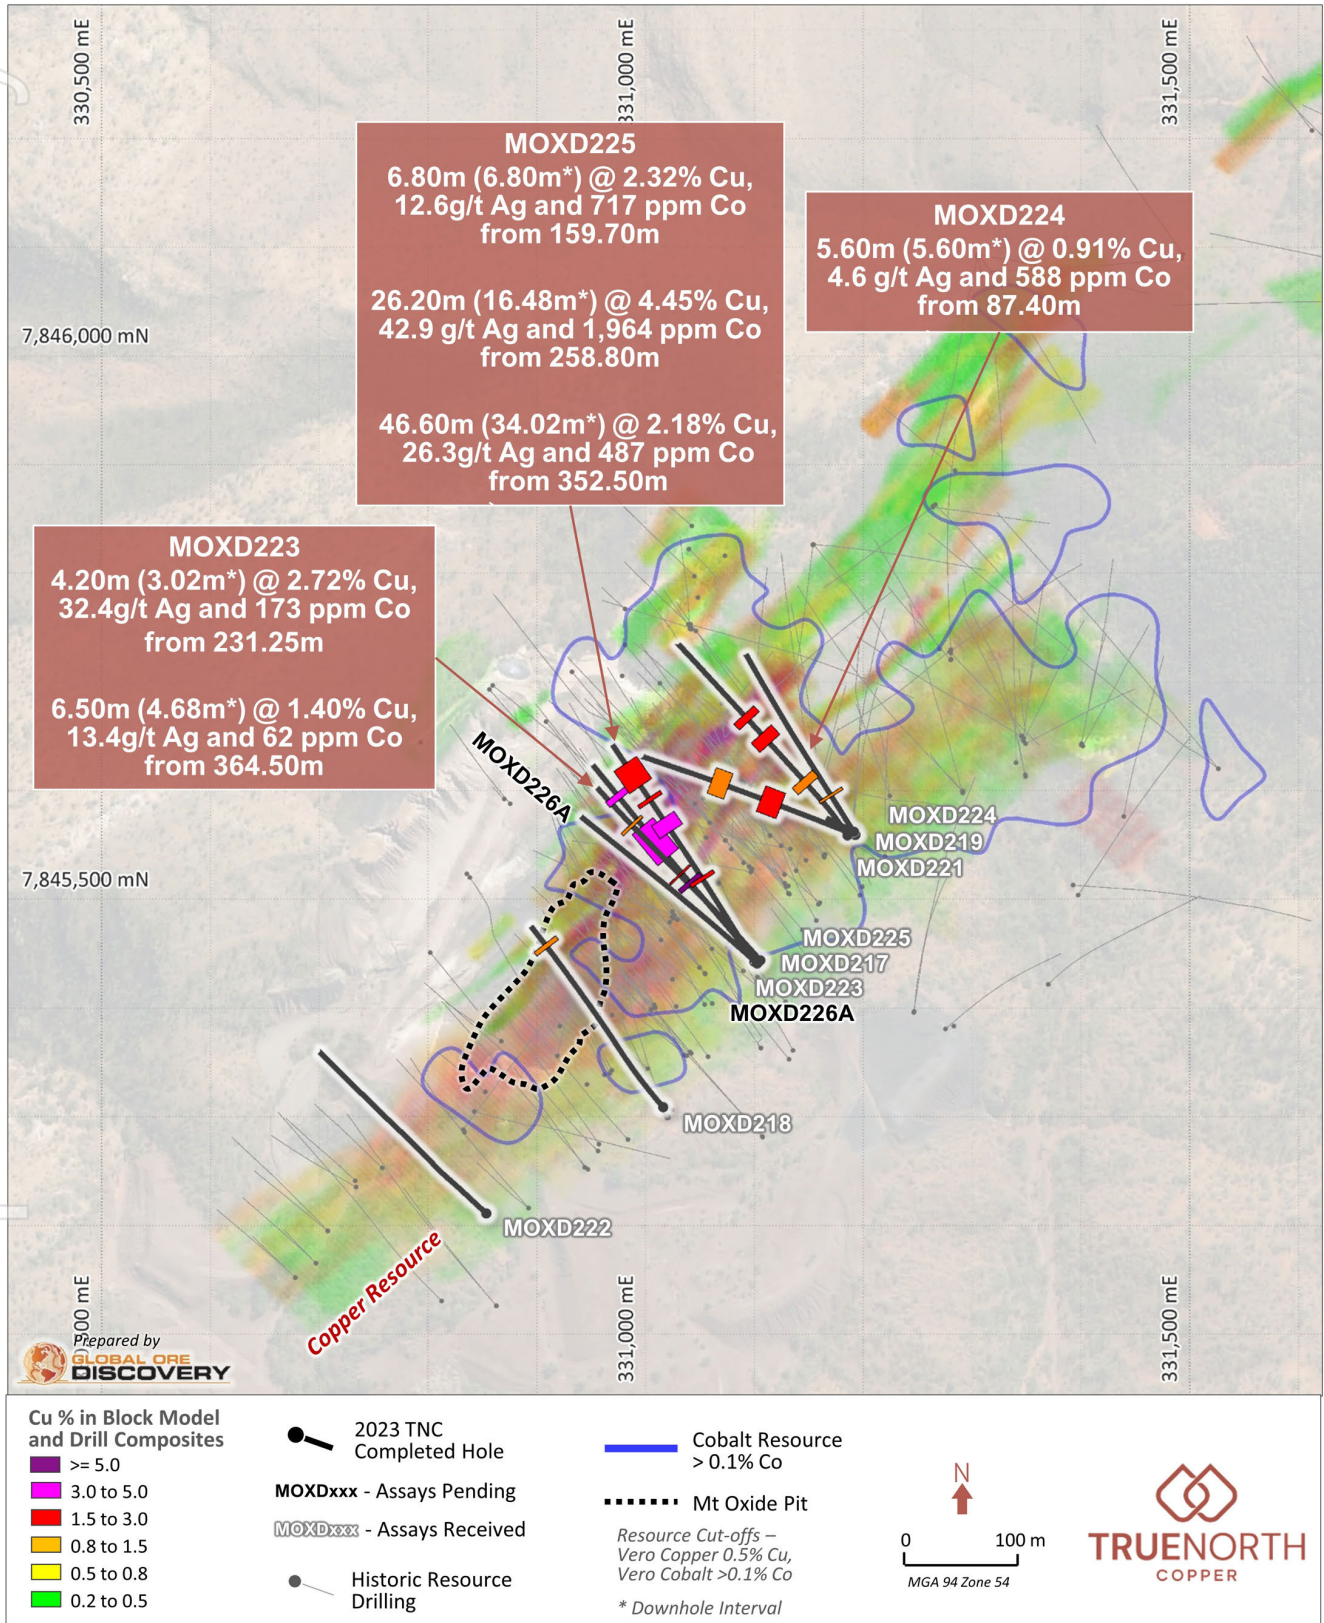 330,500 mE
331,000 mE
331,500 mE
MOXD225
6.80m (6.80m*) @ 2.32% Cu,
12.6g/t Ag and 717 ppm Co
from 159.70m
26.20m (16.48m*) @ 4.45% Cu,
42.9 g/t Ag and 1,964 ppm Co
from 258.80m
46.60m (34.02m*) @ 2.18% Cu,
26.3g/t Ag and 487 ppm Co
from 352.50m
MOXD224
5.60m (5.60m*) @ 0.91% Cu,
4.6 g/t Ag and 588 ppm Co
from 87.40m
7,846,000 mN
MOXD223
4.20m (3.02m*) @ 2.72% Cu,
32.4g/t Ag and 173 ppm Co
from 231.25m
6.50m (4.68m*) @ 1.40% Cu,
13.4g/t Ag and 62 ppm Co
from 364.50m
MOXD226A
MOXD224
MOXD219
MOXD221
7,845,500 mN
MOXD225
MOXD217
MOXD223
MOXD226A
MOXD218
MOXD222
Copper Resource
00 mE
331,000 mE
331,500 mE
Prepared by
GLOBAL ORE
DISCOVERY
Cu % in Block Model
and Drill Composites
>= 5.0
3.0 to 5.0
1.5 to 3.0
0.8 to 1.5
0.5 to 0.8
0.2 to 0.5
2023 TNC
Completed Hole
MOXDxxx - Assays Pending
MOXDxxx - Assays Received
Historic Resource
Drilling
Cobalt Resource
> 0.1% Co
Mt Oxide Pit
Resource Cut-offs –
Vero Copper 0.5% Cu,
Vero Cobalt >0.1% Co
* Downhole Interval
N
0 100 m
MGA 94 Zone 54
TRUENORTH
COPPER